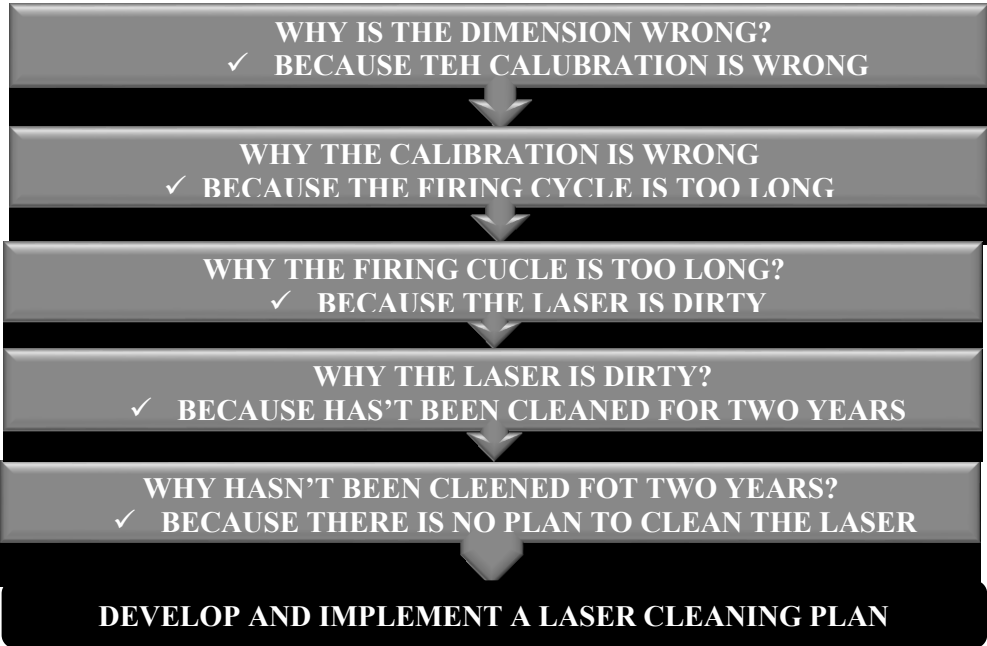 WHY IS THE DIMENSION WRONG?
✓ BECAUSE TEH CALUBRATION IS WRONG
WHY THE CALIBRATION IS WRONG
✓ BECAUSE THE FIRING CYCLE IS TOO LONG
WHY THE FIRING CUCLE IS TOO LONG?
✓ BECAUSE THE LASER IS DIRTY
WHY THE LASER IS DIRTY?
✓ BECAUSE HAS'T BEEN CLEANED FOR TWO YEARS
WHY HASN’T BEEN CLEENED FOT TWO YEARS?
✓ BECAUSE THERE IS NO PLAN TO CLEAN THE LASER
DEVELOP AND IMPLEMENT A LASER CLEANING PLAN